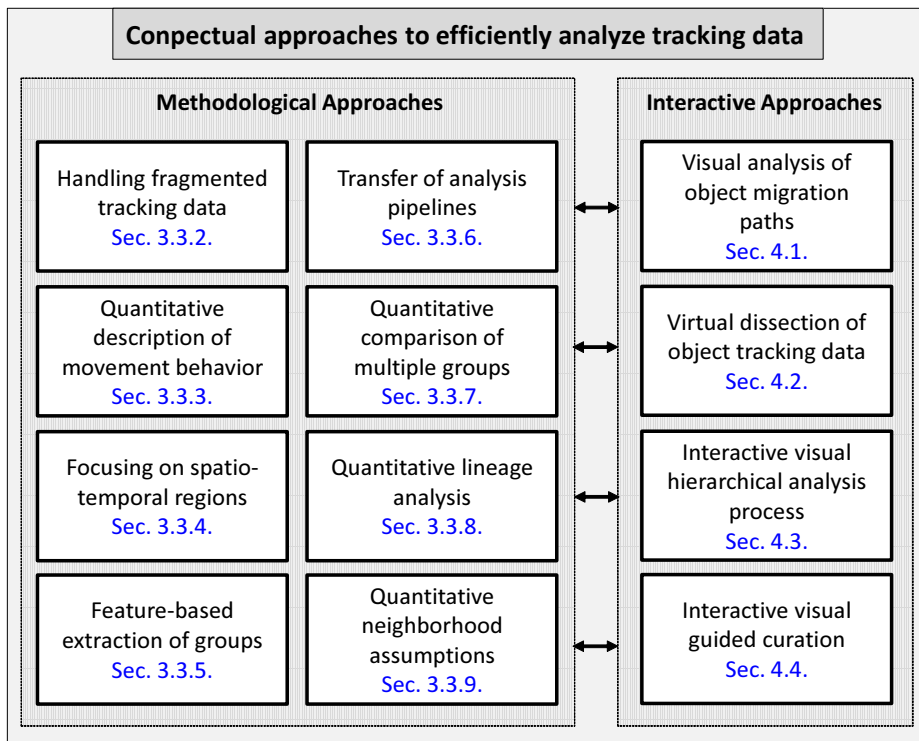 Conpectual approaches to efficiently analyze tracking data
Methodological Approaches
Handling fragmented
tracking data
Sec. 3.3.2.
Transfer of analysis
pipelines
Sec. 3.3.6.
Quantitative
description of
movement behavior
Sec. 3.3.3.
Quantitative
comparison of
multiple groups
Sec. 3.3.7.
Focusing on spatio-
temporal regions
Sec. 3.3.4.
Quantitative lineage
analysis
Sec. 3.3.8.
Feature-based
extraction of groups
Sec. 3.3.5.
Quantitative
neighborhood
assumptions
Sec. 3.3.9.
Interactive Approaches
Visual analysis of
object migration
paths
Sec. 4.1.
Virtual dissection of
object tracking data
Sec. 4.2.
Interactive visual
hierarchical analysis
process
Sec. 4.3.
Interactive visual
guided curation
Sec. 4.4.